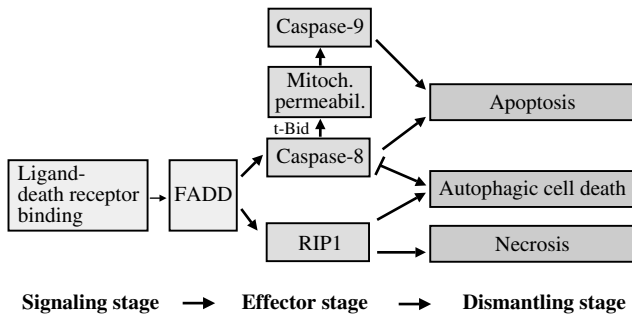 Caspase-9
Mitoch.
permeabil.
Apoptosis
t-Bid
Caspase-8
Ligand-
death receptor
binding
FADD
Autophagic cell death
RIP1
Necrosis
Signaling stage
Effector stage
Dismantling stage